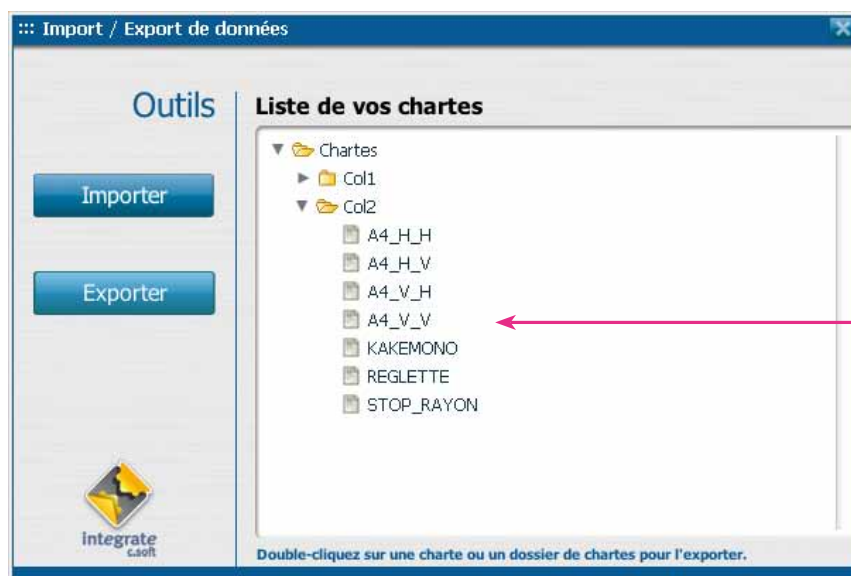 ::: Import / Export de données
Outils
Liste de vos chartes
Importer
Exporter
Chartes
Col1
Col2
A4_H_H
A4_H_V
A4_V_H
A4_V_V
KAKEMONO
REGLETTE
STOP_RAYON
integrate
c.soft
Double-cliquez sur une charte ou un dossier de chartes pour l'exporter.